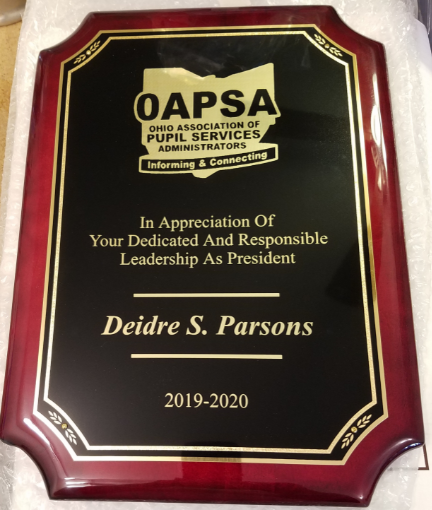 OAPSA
OHIO ASSOCIATION OF
PUPIL SERVICES
ADMINISTRATORS
Informing & Connecting
In Appreciation Of
Your Dedicated And Responsible
Leadership As President
Deidre S. Parsons
2019-2020